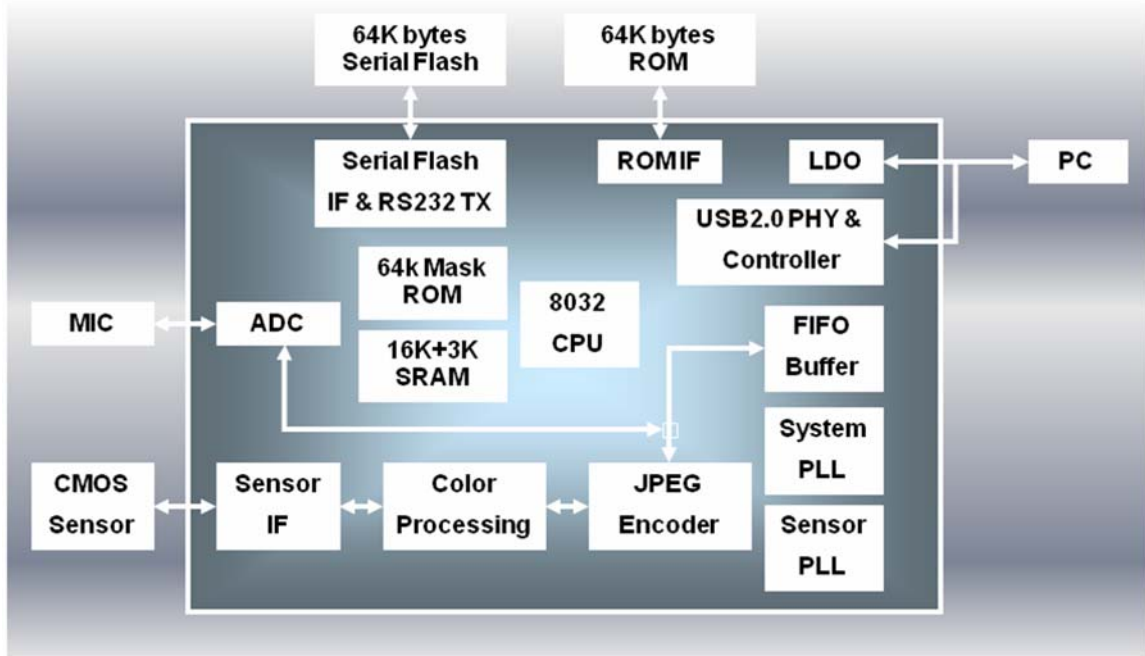 64K bytes
Serial Flash
64K bytes
ROM
Serial Flash
IF & RS232 TX
ROMIF
LDO
PC
USB2.0 PHY &
Controller
64k Mask
ROM
8032
CPU
MIC
ADC
16K+3K
SRAM
FIFO
Buffer
System
PLL
CMOS
Sensor
Sensor
IF
Color
Processing
JPEG
Encoder
Sensor
PLL